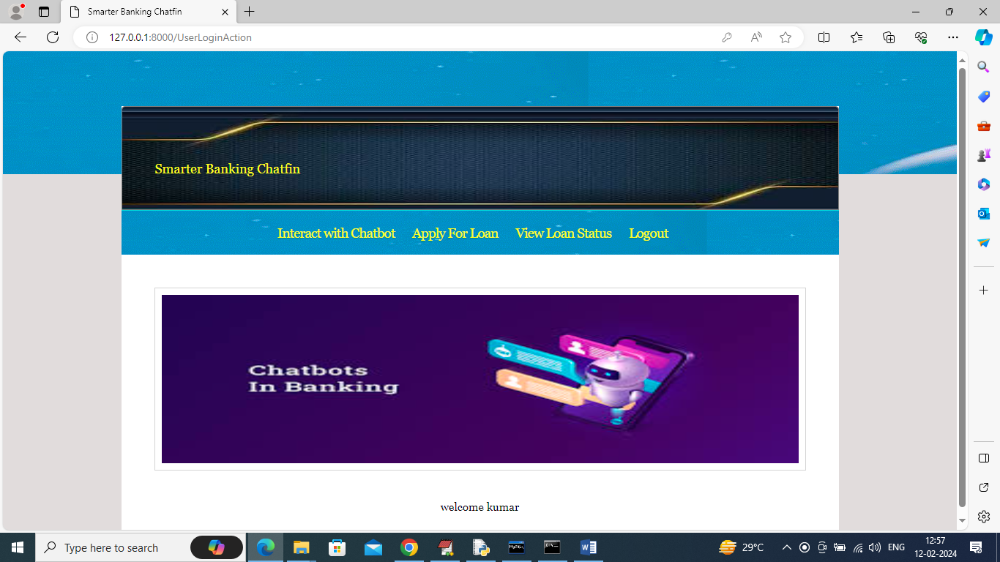 Smarter Banking Chatfin
127.0.0.1:8000/UserLoginAction
Smarter Banking Chatfin
Interact with Chatbot Apply For Loan View Loan Status Logout
Chatbots
In Banking
welcome kumar
Type here to search
29°C
ENG
12:57
12-02-2024